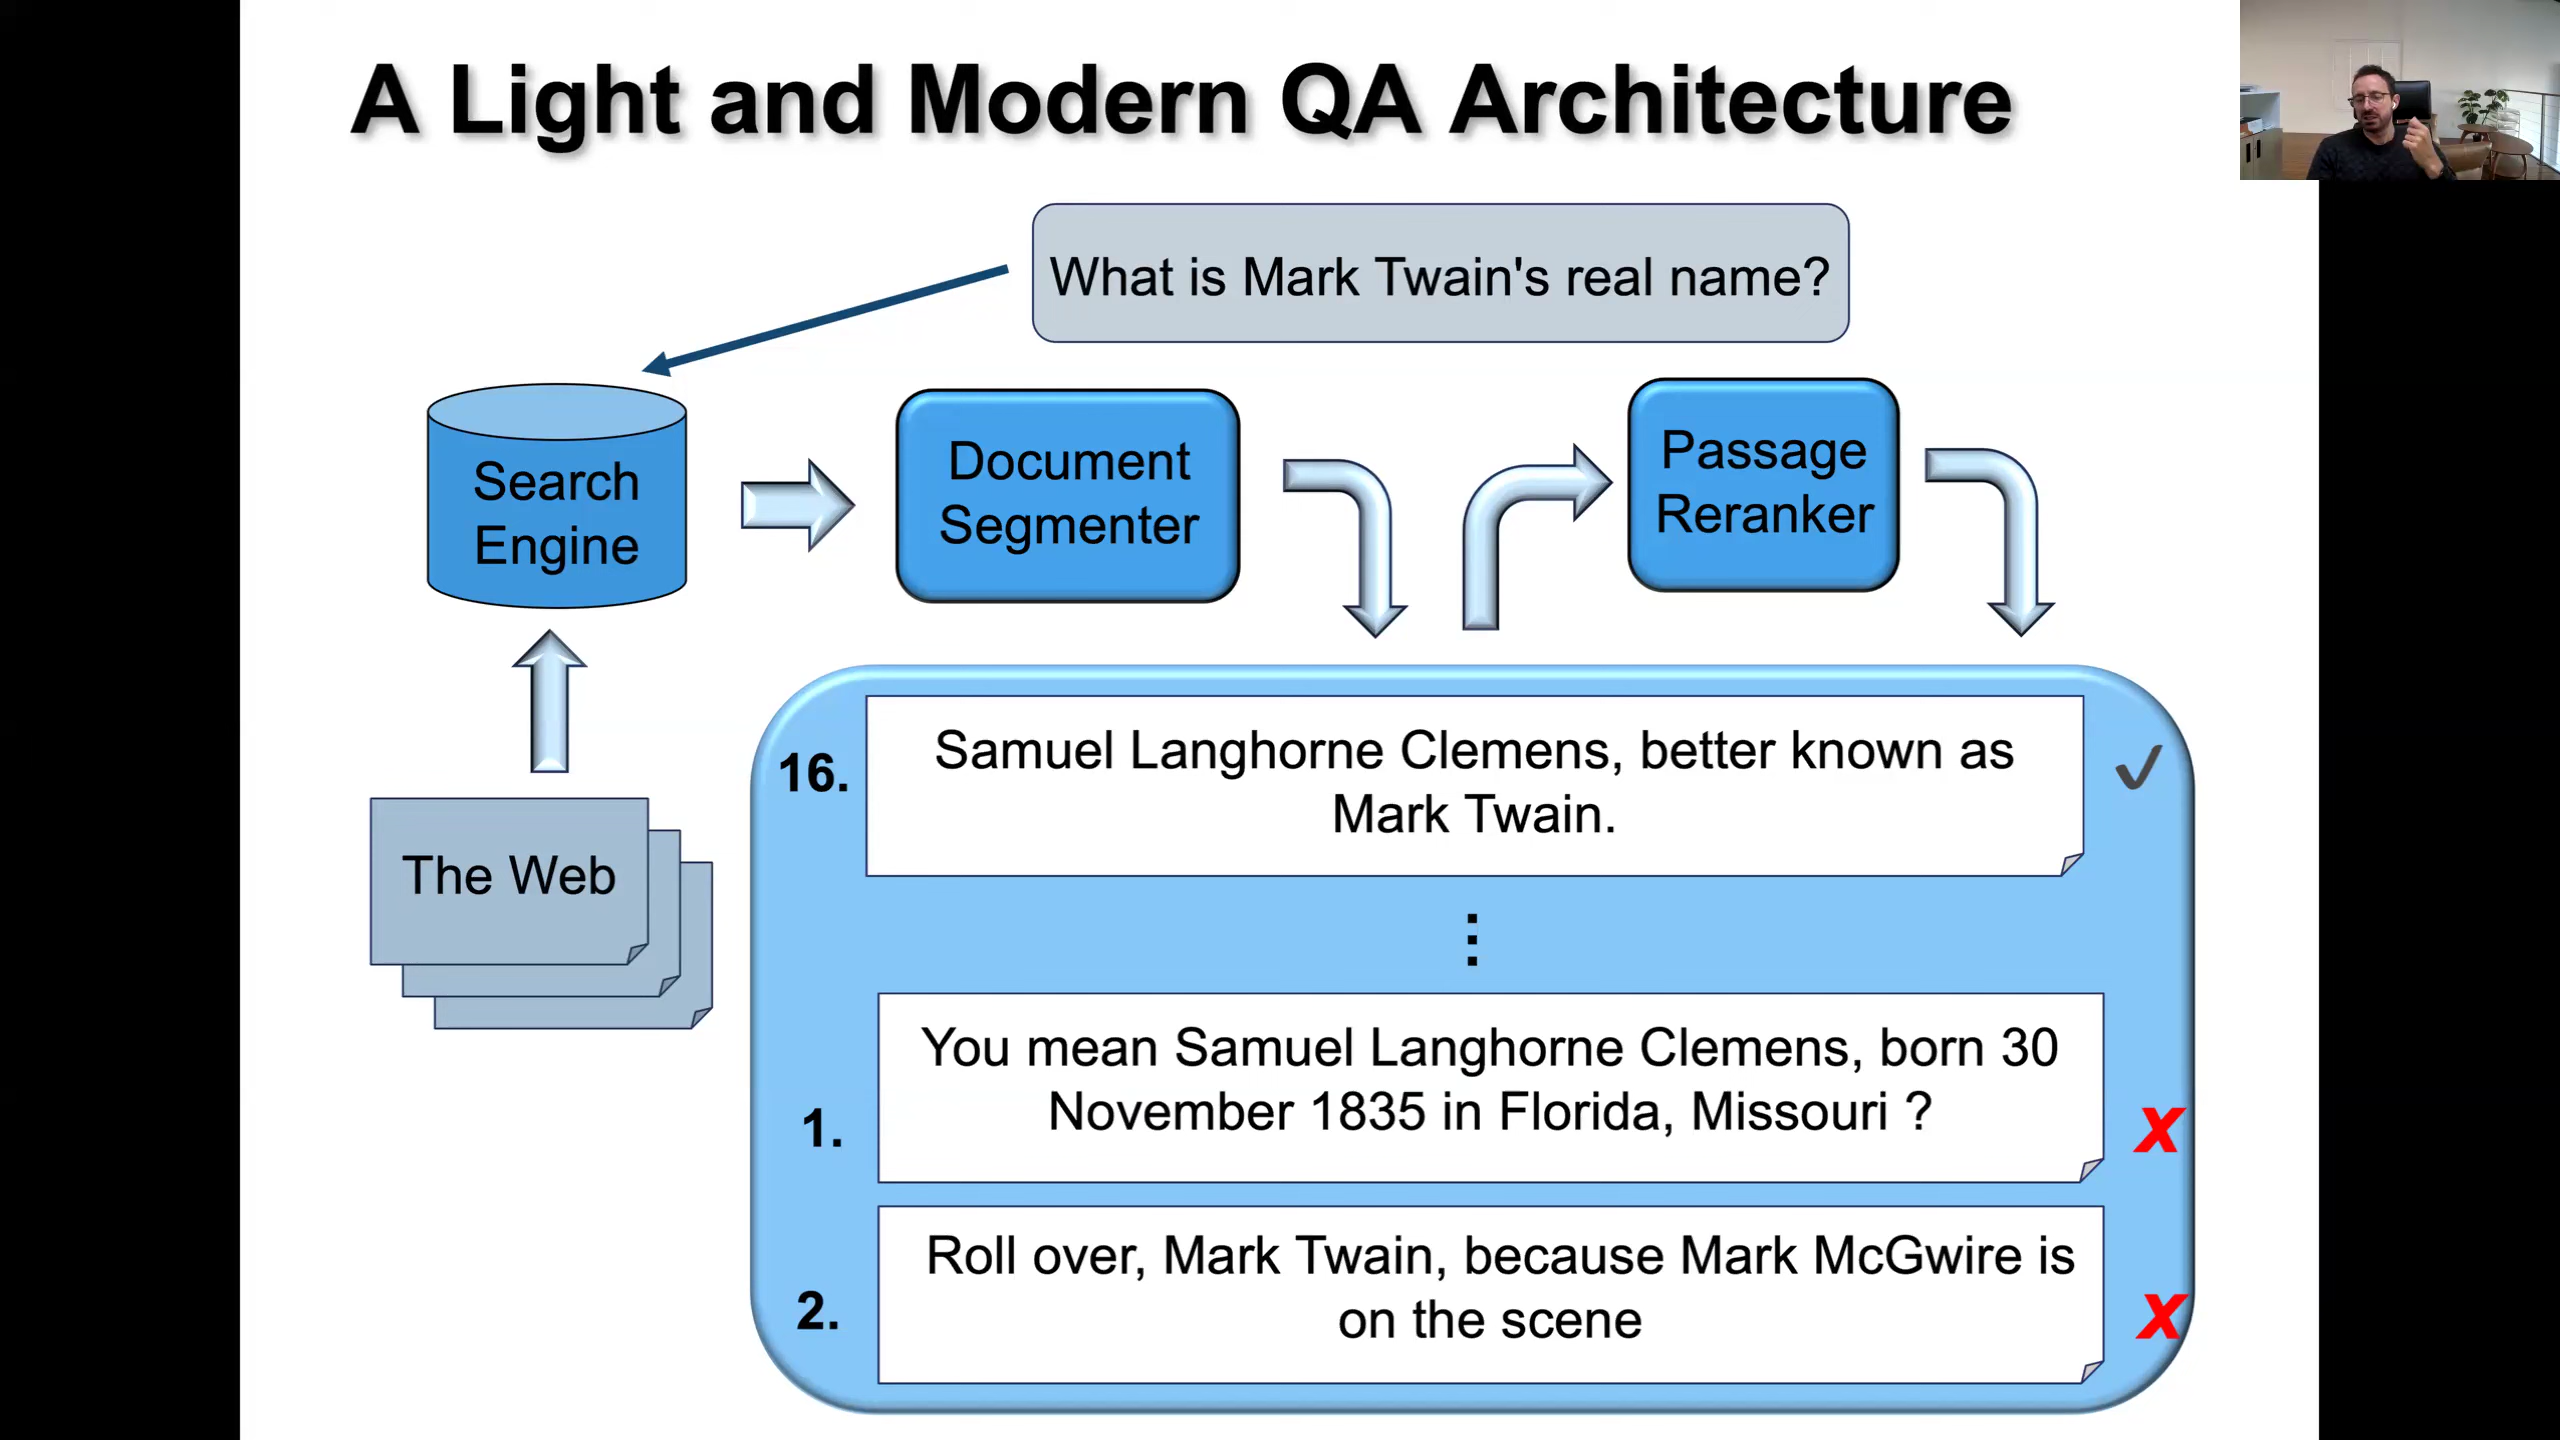 A Light and Modern QA Architecture
What is Mark Twain's real name?
Search
Engine
Document
Segmenter
Passage
Reranker
The Web
16.
Samuel Langhorne Clemens, better known as
Mark Twain.
⋮
1.
You mean Samuel Langhorne Clemens, born 30
November 1835 in Florida, Missouri ?
X
2.
Roll over, Mark Twain, because Mark McGwire is
on the scene
X